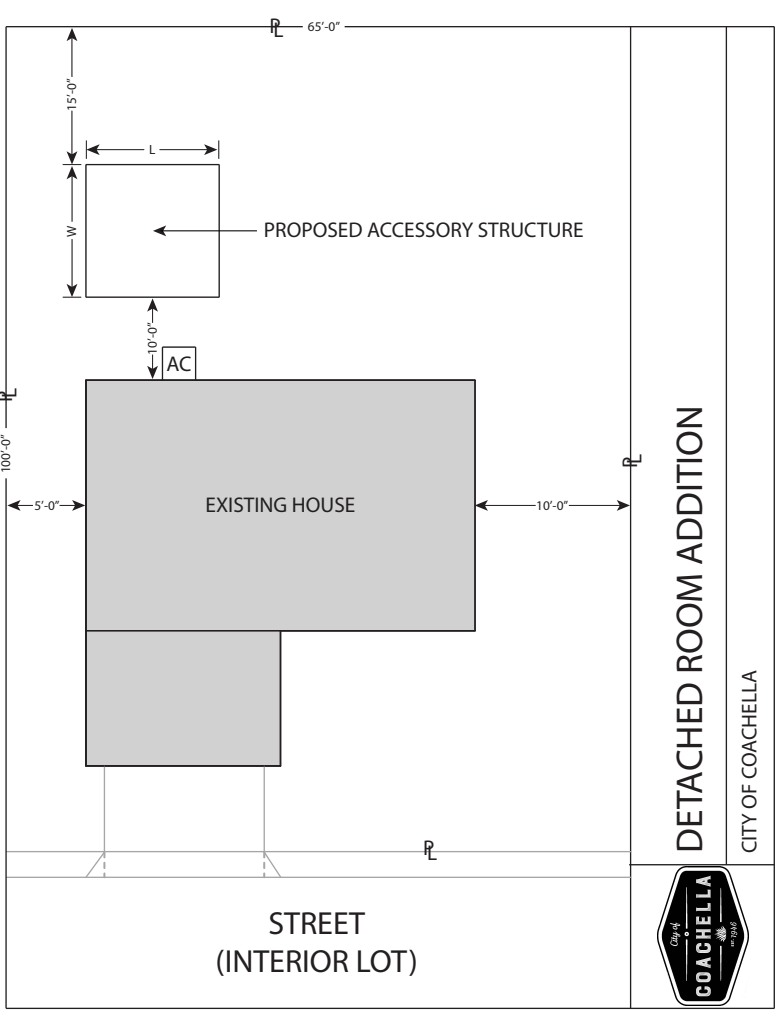 PL 65'-0"
15'-0"
L
W
PROPOSED ACCESSORY STRUCTURE
10'-0"
AC
PL
100'-0"
5'-0"
EXISTING HOUSE
10'-0"
PL
PL
STREET
(INTERIOR LOT)
DETACHED ROOM ADDITION
CITY OF COACHELLA
City of
COACHELLA
est. 1946